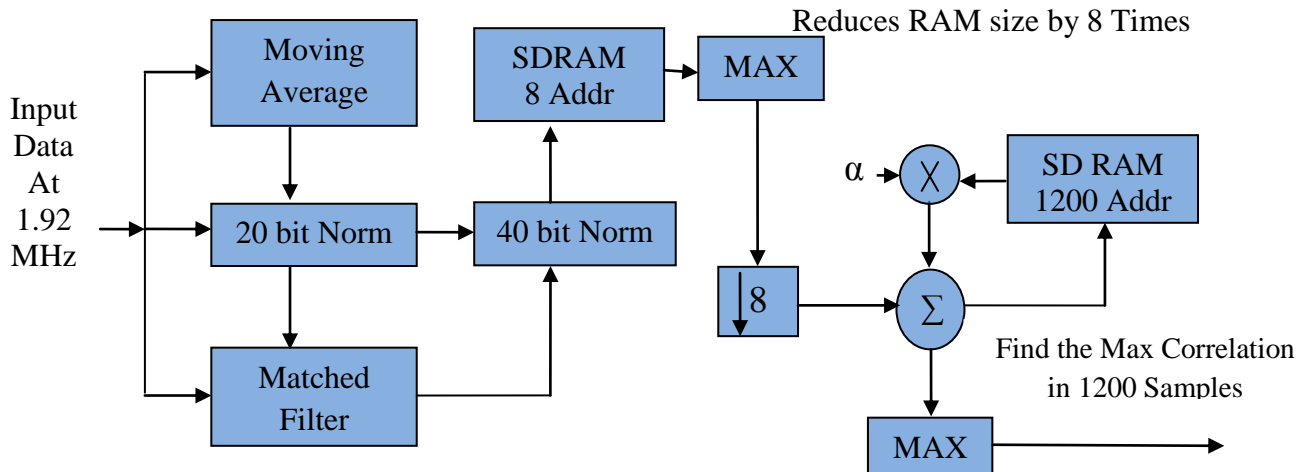 Reduces RAM size by 8 Times
Input
Data
At
1.92
MHz
Moving
Average
20 bit Norm
Matched
Filter
SDRAM
8 Addr
40 bit Norm
MAX
8
α
X
SD RAM
1200 Addr
∑
Find the Max Correlation
in 1200 Samples
MAX